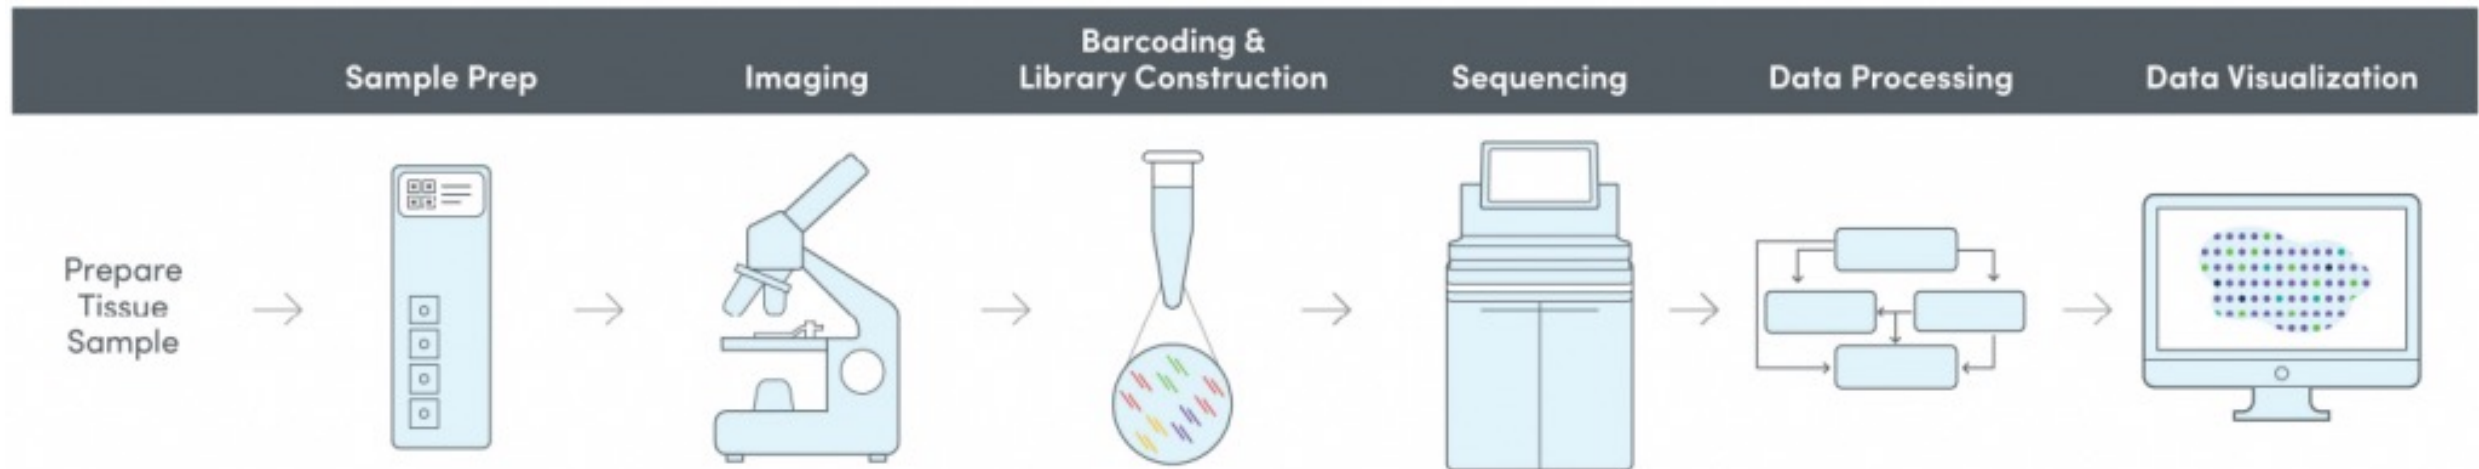 Sample Prep
Imaging
Barcoding &
Library Construction
Sequencing
Data Processing
Data Visualization
Prepare
Tissue
Sample